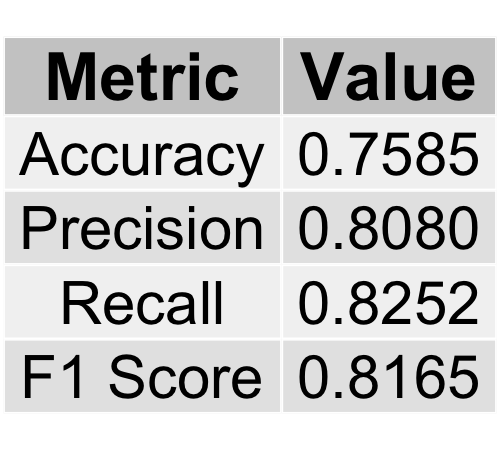 Metric Value
Accuracy 0.7585
Precision 0.8080
Recall 0.8252
F1 Score 0.8165